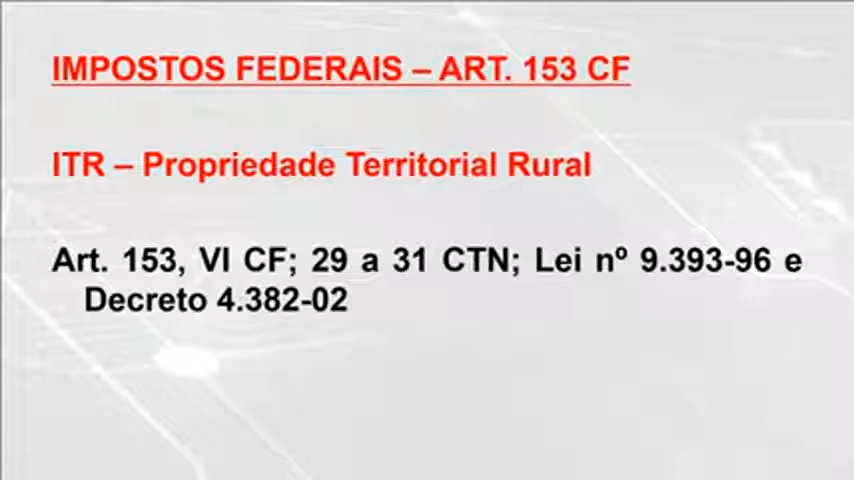 IMPOSTOS FEDERAIS – ART. 153 CF
ITR – Propriedade Territorial Rural
Art. 153, VI CF; 29 a 31 CTN; Lei nº 9.393-96 e
Decreto 4.382-02